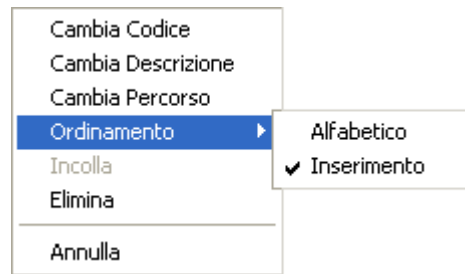 Cambia Codice
Cambia Descrizione
Cambia Percorso
Ordinamento
Alfabetico
Incolla
Inserimento
Elimina
Annulla